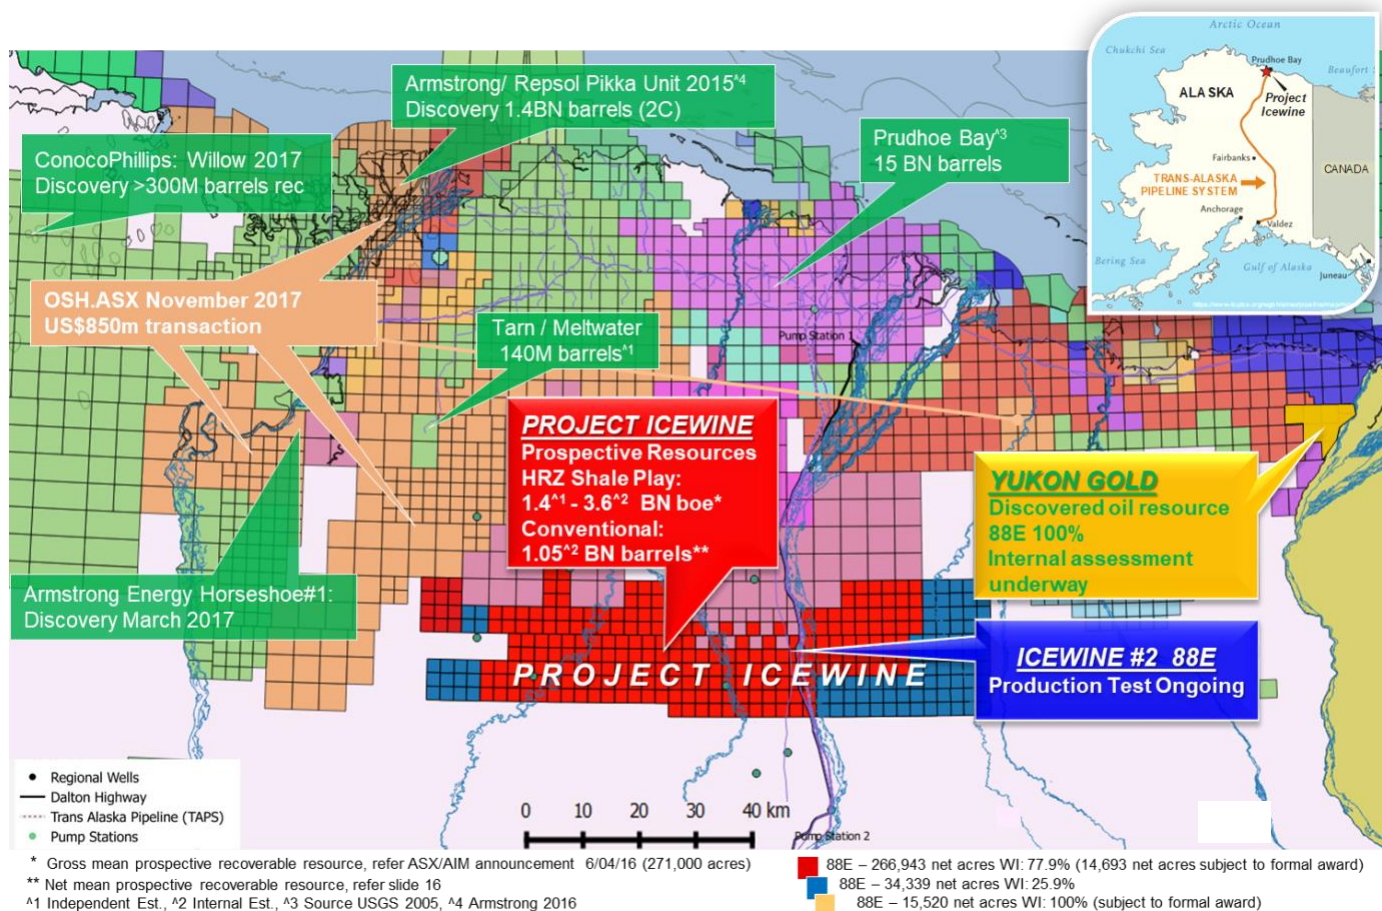 Arctic Ocean
Chukchi Sea
Prudhoe Bay
Beaufort
ALASKA
Project
Icewine
Fairbanks
CANADA
TRANS-ALASKA
PIPELINE SYSTEM
Anchorage
Valdez
Bering Sea
Gulf of Alaska
Juneau
Armstrong/ Repsol Pikka Unit 2015^4
Discovery 1.4BN barrels (2C)
Prudhoe Bay^3
15 BN barrels
ConocoPhillips: Willow 2017
Discovery >300M barrels rec
OSH.ASX November 2017
US$850m transaction
Tarn / Meltwater
140M barrels^1
Pump Station 1
PROJECT ICEWINE
Prospective Resources
HRZ Shale Play:
1.4^1 - 3.6^2 BN boe*
Conventional:
1.05^2 BN barrels**
YUKON GOLD
Discovered oil resource
88E 100%
Internal assessment
underway
Armstrong Energy Horseshoe#1:
Discovery March 2017
PROJECT ICEWINE
ICEWINE #2 88E
Production Test Ongoing
Regional Wells
Dalton Highway
Trans Alaska Pipeline (TAPS)
Pump Stations
0 10 20 30 40 km
Pump Station 2
* Gross mean prospective recoverable resource, refer ASX/AIM announcement 6/04/16 (271,000 acres)
** Net mean prospective recoverable resource, refer slide 16
^1 Independent Est., ^2 Internal Est., ^3 Source USGS 2005, ^4 Armstrong 2016
88E – 266,943 net acres WI: 77.9% (14,693 net acres subject to formal award)
88E – 34,339 net acres WI: 25.9%
88E – 15,520 net acres WI: 100% (subject to formal award)